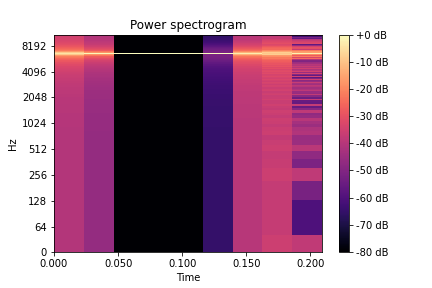 Power spectrogram
8192
4096
2048
1024
512
256
128
64
0
Hz
0.000
0.050
0.100
0.150
0.200
Time
+0 dB
-10 dB
-20 dB
-30 dB
-40 dB
-50 dB
-60 dB
-70 dB
-80 dB